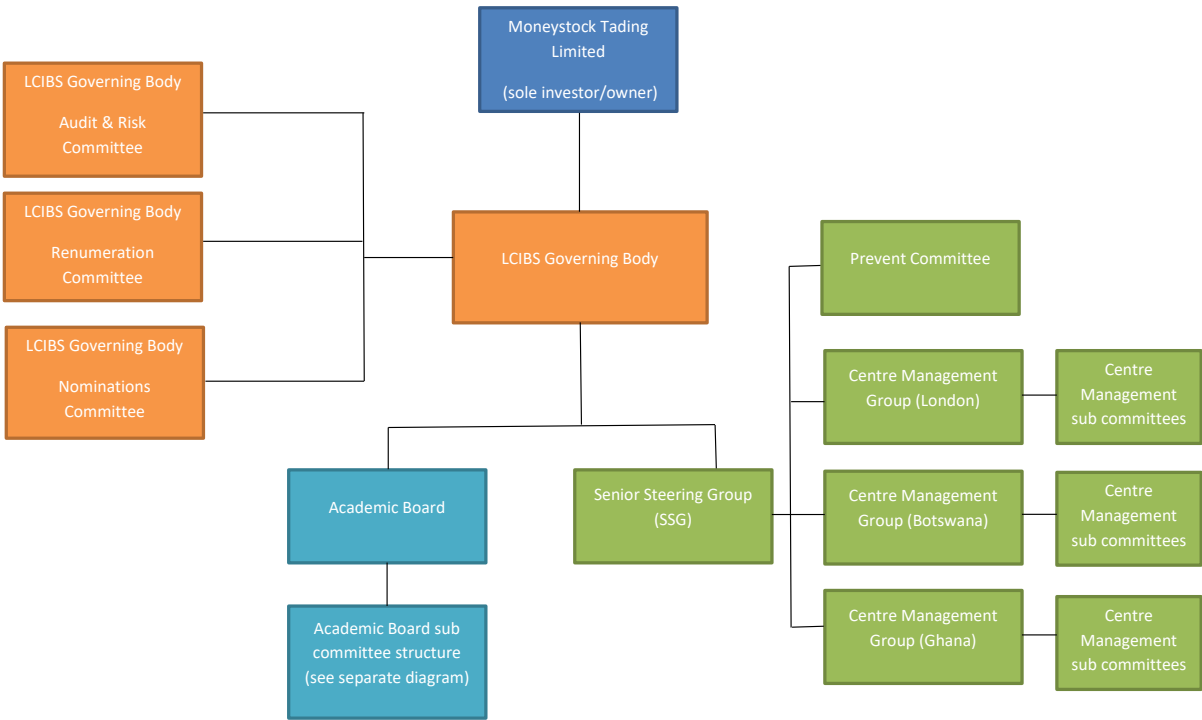 Moneystock Tading
Limited
(sole investor/owner)
LCIBS Governing Body
Audit & Risk
Committee
LCIBS Governing Body
Renumeration
Committee
LCIBS Governing Body
Nominations
Committee
LCIBS Governing Body
Prevent Committee
Centre Management
Group (London)
Centre
Management
sub committees
Academic Board
Senior Steering Group
(SSG)
Centre Management
Group (Botswana)
Centre
Management
sub committees
Academic Board sub
committee structure
(see separate diagram)
Centre Management
Group (Ghana)
Centre
Management
sub committees